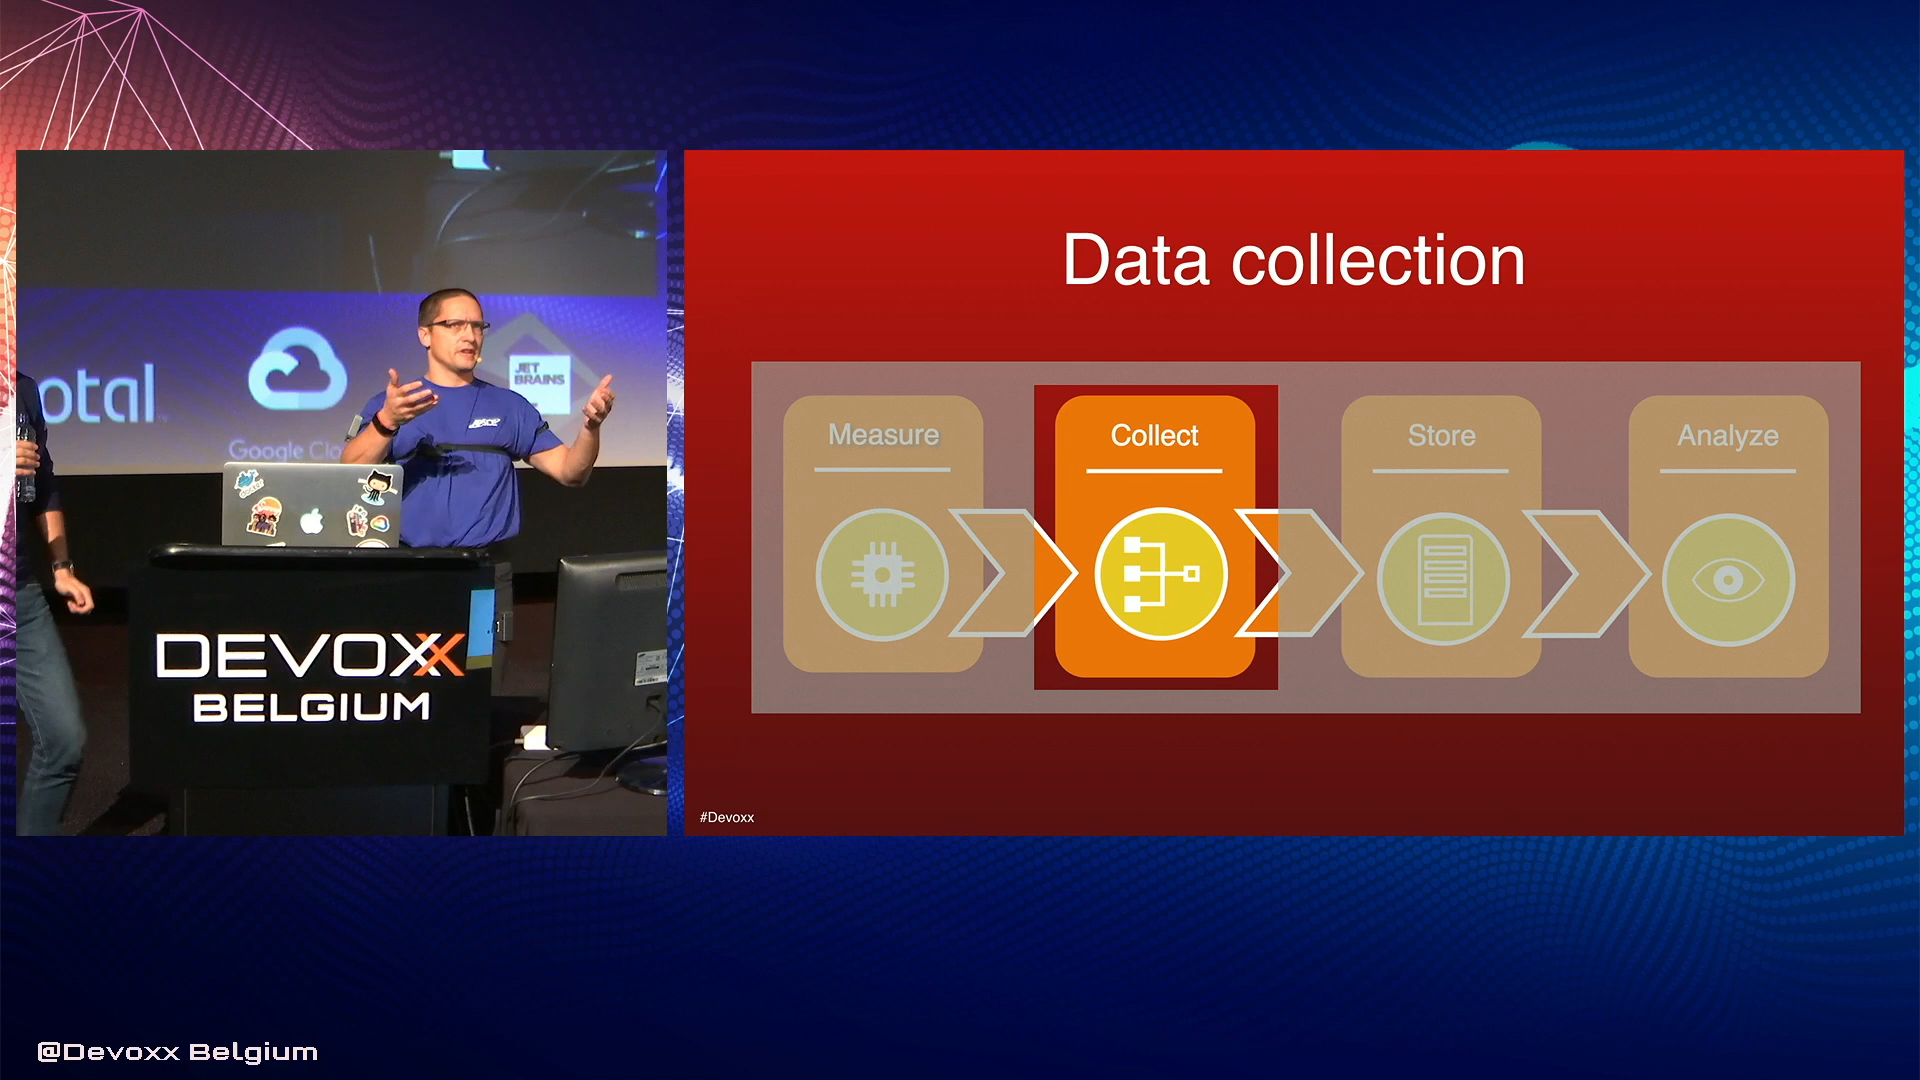 otal
Google Clo
JET
BRAINS
DEVOXX
BELGIUM
Data collection
Measure
Collect
Store
Analyze
#Devoxx
@Devoxx Belgium